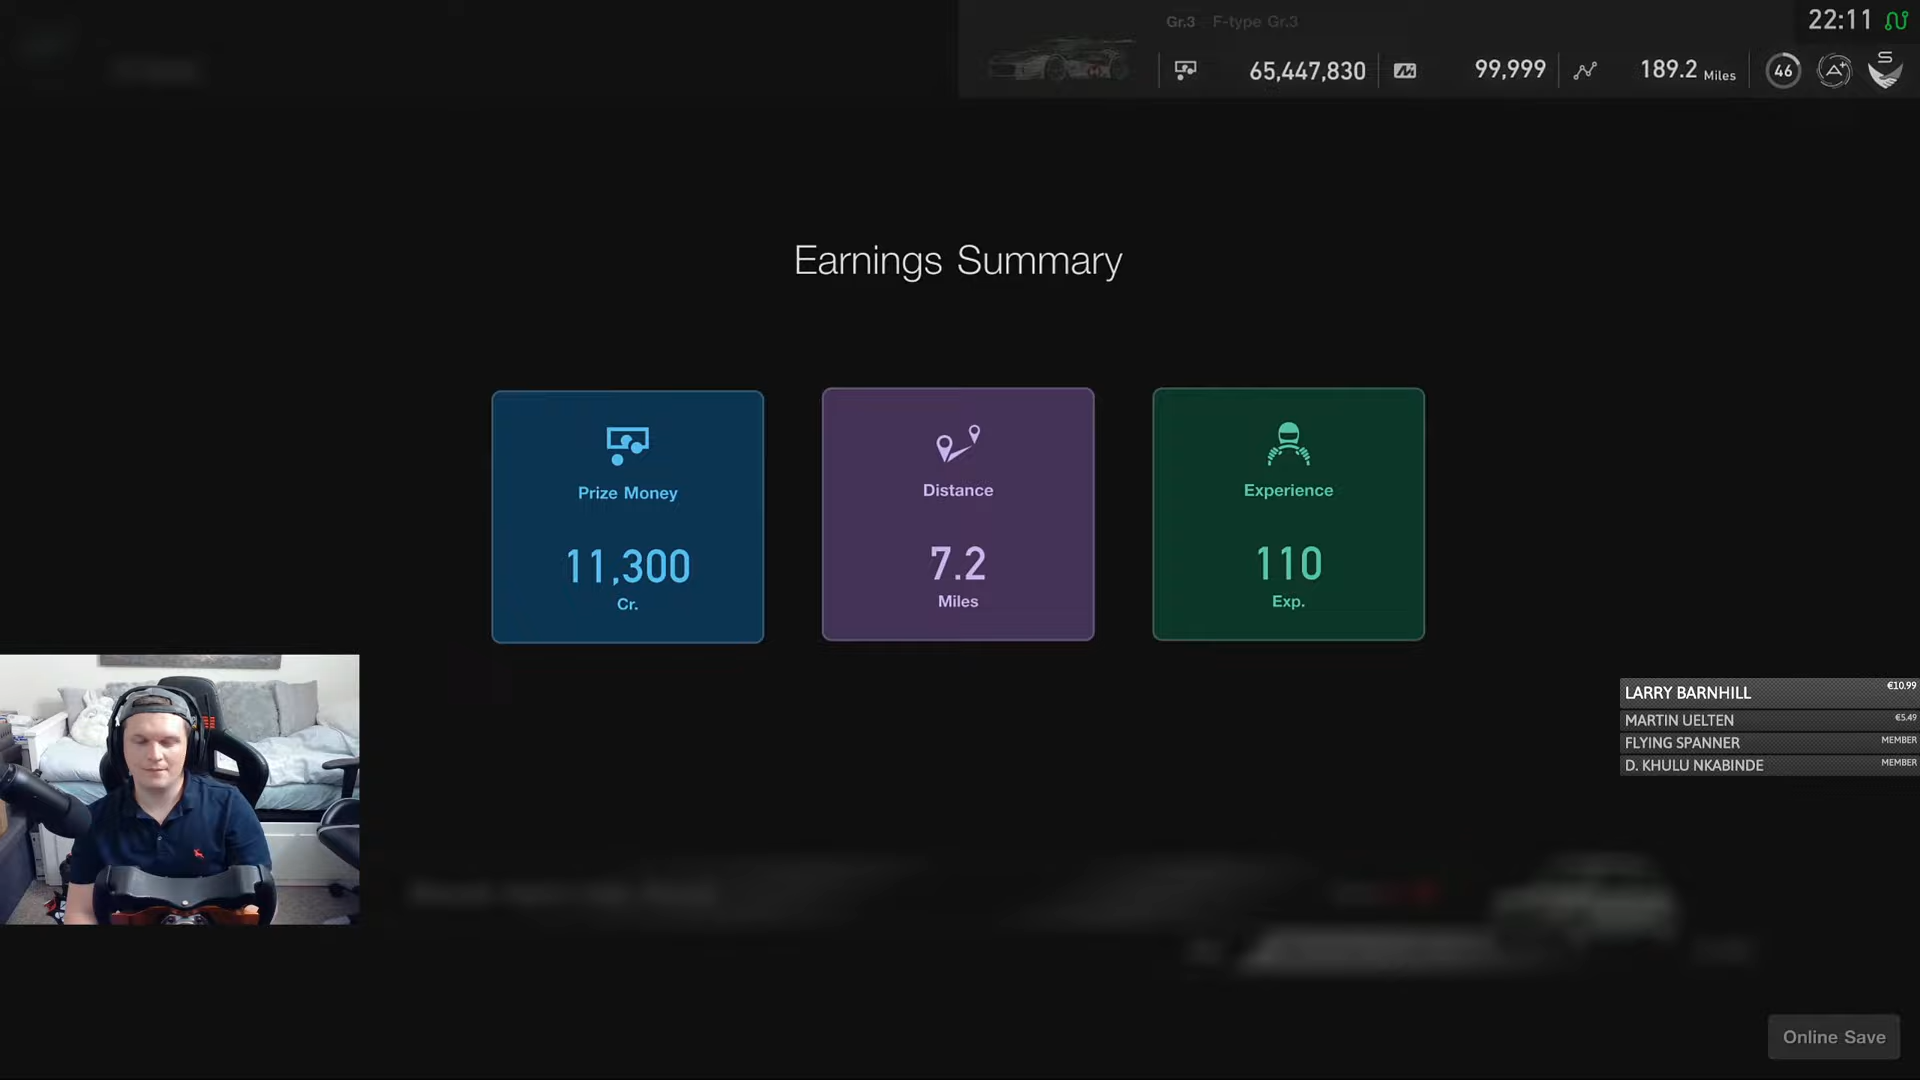 Gr.3 F-type Gr.3
22:11
65,447,830
99,999
189.2 Miles
46
A+
S
Earnings Summary
Prize Money
11,300
Cr.
Distance
7.2
Miles
Experience
110
Exp.
LARRY BARNHILL €10.99
MARTIN UELTEN €5.49
FLYING SPANNER MEMBER
D. KHULU NKABINDE MEMBER
Online Save